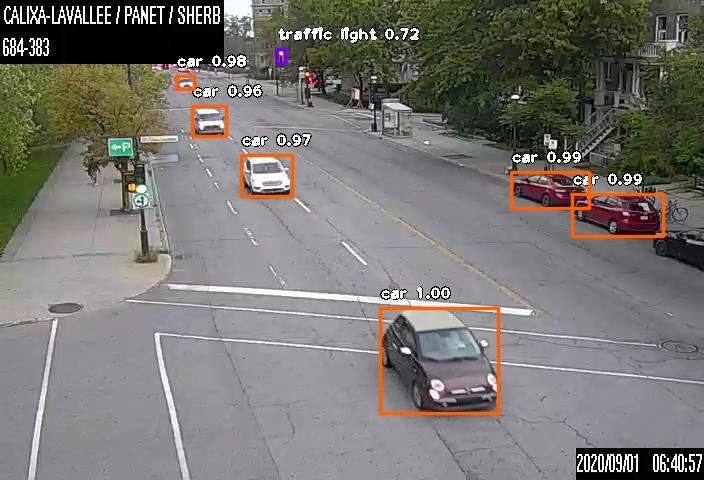 CALIXA-LAVALLEE / PANET / SHERB
684-383
traffic light 0.72
car 0.98
car 0.96
car 0.97
car 0.99
car 0.99
P
car 1.00
2020/09/01 06:40:57